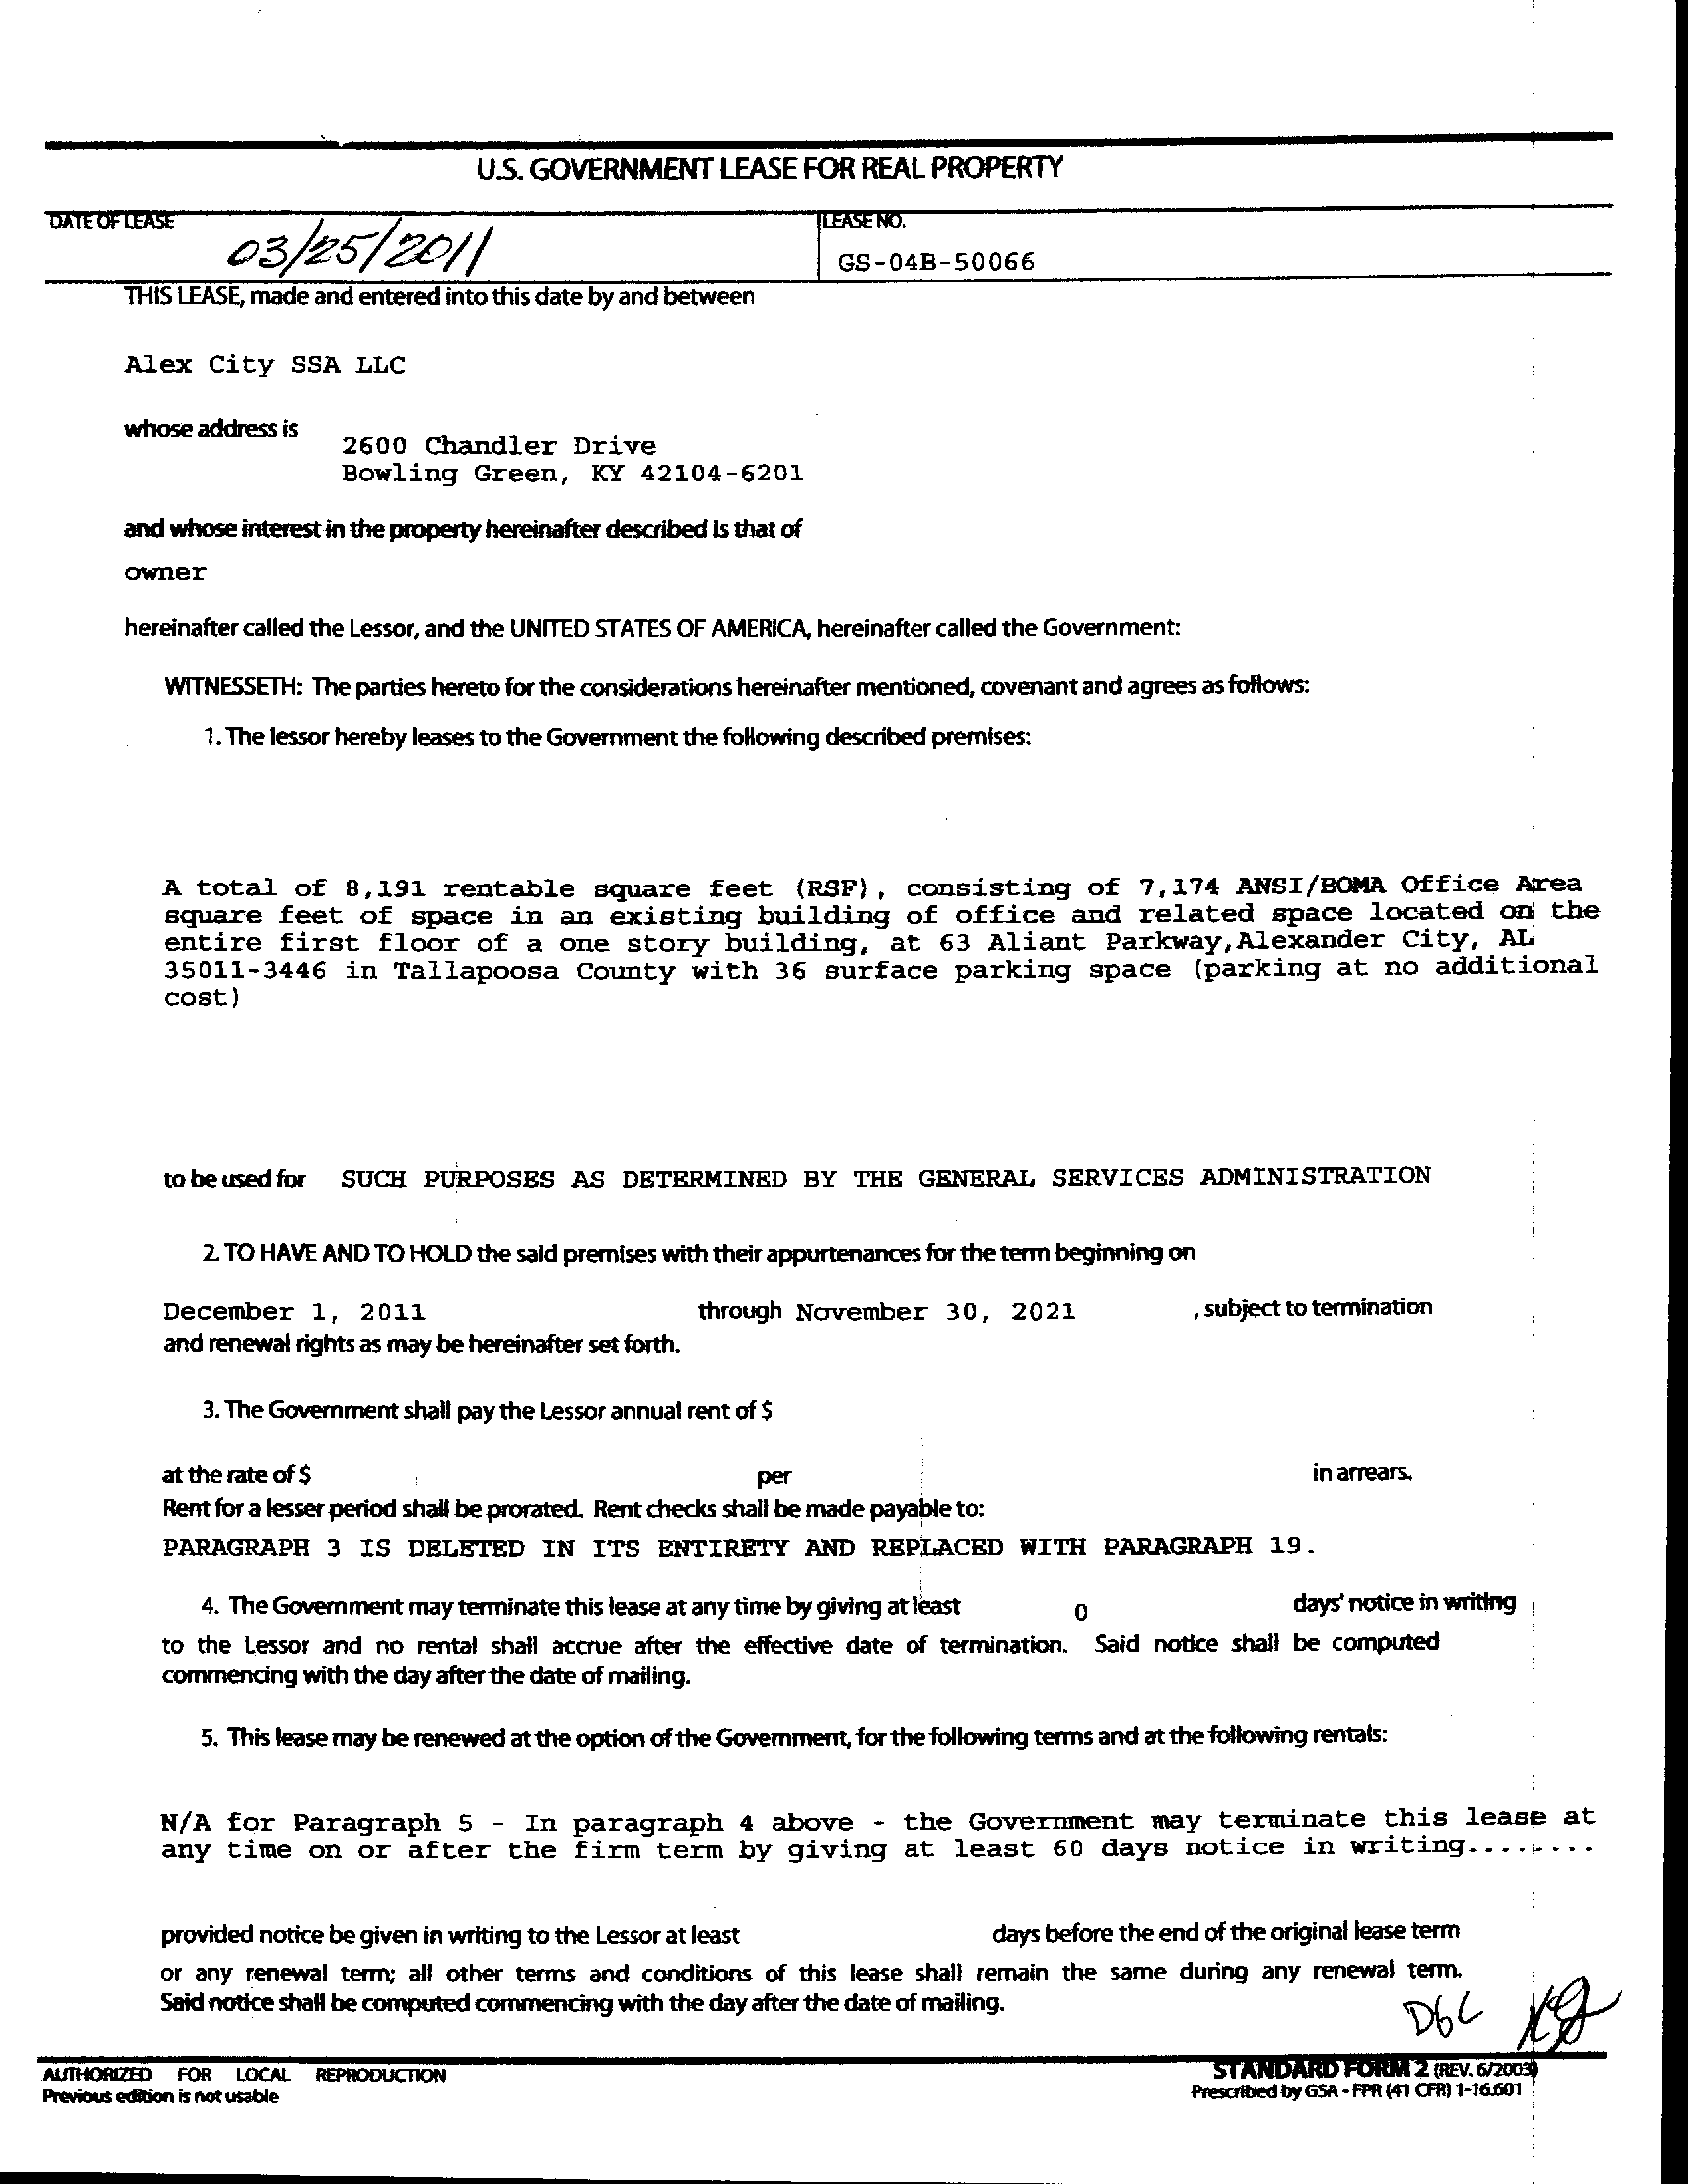 U.S. GOVERNMENT LEASE FOR REAL PROPERTY
DATE OF LEASE
03/25/2011
LEASE NO.
GS-04B-50066
THIS LEASE, made and entered into this date by and between
Alex City SSA LLC
whose address is
2600 Chandler Drive
Bowling Green, KY 42104-6201
and whose interest in the property hereinafter described is that of
owner
hereinafter called the Lessor, and the UNITED STATES OF AMERICA, hereinafter called the Government:
WITNESSETH: The parties hereto for the considerations hereinafter mentioned, covenant and agrees as follows:
1. The lessor hereby leases to the Government the following described premises:
A total of 8,191 rentable square feet (RSF), consisting of 7,174 ANSI/BOMA Office Area
square feet of space in an existing building of office and related space located on the
entire first floor of a one story building, at 63 Aliant Parkway,Alexander City, AL
35011-3446 in Tallapoosa County with 36 surface parking space (parking at no additional
cost)
to be used for SUCH PURPOSES AS DETERMINED BY THE GENERAL SERVICES ADMINISTRATION
2. TO HAVE AND TO HOLD the said premises with their appurtenances for the term beginning on
December 1, 2011 through November 30, 2021 , subject to termination
and renewal rights as may be hereinafter set forth.
3. The Government shall pay the Lessor annual rent of $
at the rate of $ per in arrears.
Rent for a lesser period shall be prorated. Rent checks shall be made payable to:
PARAGRAPH 3 IS DELETED IN ITS ENTIRETY AND REPLACED WITH PARAGRAPH 19.
4. The Government may terminate this lease at any time by giving at least 0 days' notice in writing
to the Lessor and no rental shall accrue after the effective date of termination. Said notice shall be computed
commencing with the day after the date of mailing.
5. This lease may be renewed at the option of the Government, for the following terms and at the following rentals:
N/A for Paragraph 5 - In paragraph 4 above - the Government may terminate this lease at
any time on or after the firm term by giving at least 60 days notice in writing........
provided notice be given in writing to the Lessor at least days before the end of the original lease term
or any renewal term; all other terms and conditions of this lease shall remain the same during any renewal term.
Said notice shall be computed commencing with the day after the date of mailing.
AUTHORIZED FOR LOCAL REPRODUCTION
Previous edition is not usable
STANDARD FORM 2 (REV. 6/2003)
Prescribed by GSA - FPR (41 CFR) 1-16.601